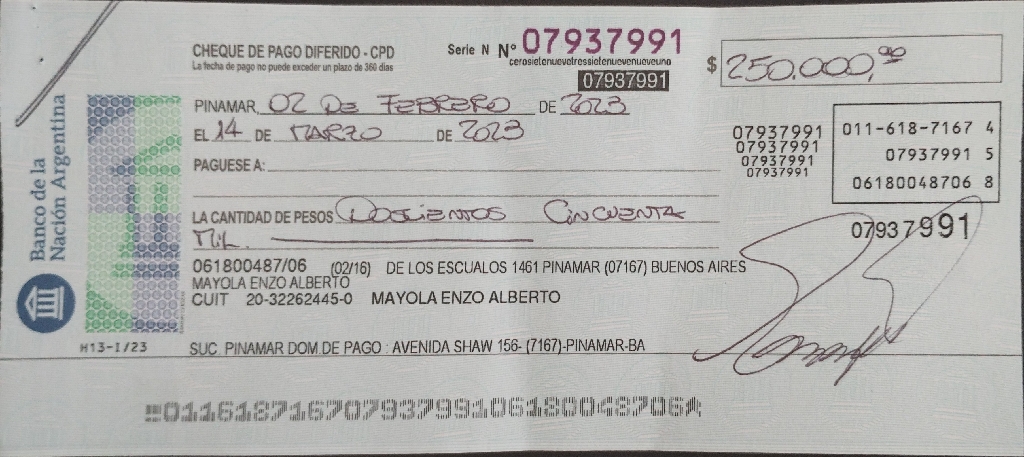 CHEQUE DE PAGO DIFERIDO - CPD
La fecha de pago no puede exceder un plazo de 360 días
Serie N Nº 07937991
cerosietenuevetressietenuevenueveuno
07937991
$ 250.000,00
PINAMAR, 02 DE FEBRERO DE 2023
EL 14 DE MARZO DE 2023
PAGUESE A:
07937991
07937991
07937991
07937991
011-618-7167 4
07937991 5
06180048706 8
LA CANTIDAD DE PESOS DOSCIENTOS CINCUENTA
MIL
07937991
061800487/06 (02/16) DE LOS ESCUALOS 1461 PINAMAR (07167) BUENOS AIRES
MAYOLA ENZO ALBERTO
CUIT 20-32262445-0 MAYOLA ENZO ALBERTO
Banco de la
Nación Argentina
H13-I/23
SUC. PINAMAR DOM.DE PAGO : AVENIDA SHAW 156- (7167)-PINAMAR-BA
01161871670793799106180048706